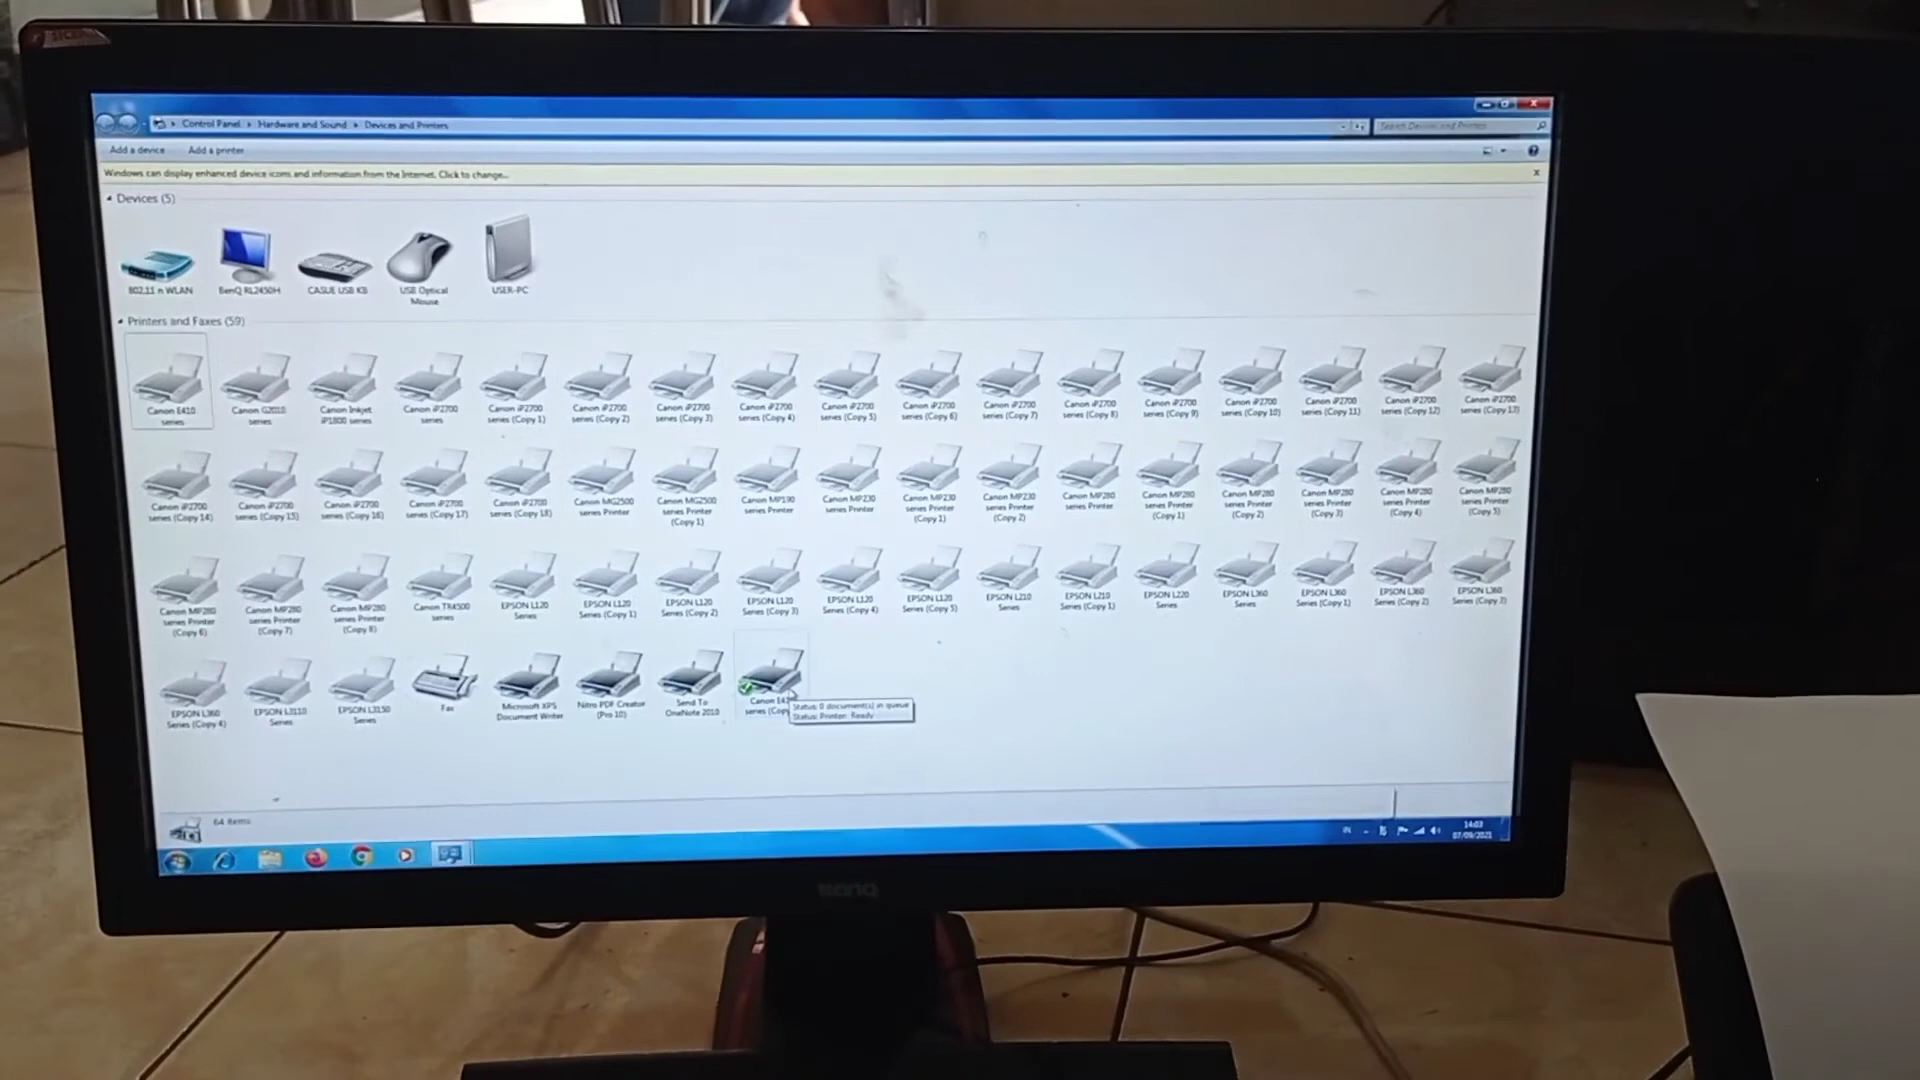 Control Panel ▸ Hardware and Sound ▸ Devices and Printers
Search Devices and Printers
Add a device Add a printer
Windows can display enhanced device icons and information from the Internet. Click to change...
Devices (5)
802.11 n WLAN BenQ RL2450H CASUE USB KB USB Optical USER-PC
Mouse
Printers and Faxes (59)
Canon E410 Canon G2010 Canon Inkjet Canon iP2700 Canon iP2700 Canon iP2700 Canon iP2700 Canon iP2700 Canon iP2700 Canon iP2700 Canon iP2700 Canon iP2700 Canon iP2700 Canon iP2700 Canon iP2700 Canon iP2700 Canon iP2700
series series iP1800 series series series (Copy 1) series (Copy 2) series (Copy 3) series (Copy 4) series (Copy 5) series (Copy 6) series (Copy 7) series (Copy 8) series (Copy 9) series (Copy 10) series (Copy 11) series (Copy 12) series (Copy 13)
Canon iP2700 Canon iP2700 Canon iP2700 Canon iP2700 Canon iP2700 Canon MG2500 Canon MG2500 Canon MP190 Canon MP230 Canon MP230 Canon MP230 Canon MP280 Canon MP280 Canon MP280 Canon MP280 Canon MP280 Canon MP280
series (Copy 14) series (Copy 15) series (Copy 16) series (Copy 17) series (Copy 18) series Printer series Printer series Printer series Printer series Printer series Printer series Printer series Printer series Printer series Printer series Printer series Printer
(Copy 1) (Copy 1) (Copy 2) (Copy 1) (Copy 2) (Copy 3) (Copy 4) (Copy 5)
Canon MP280 Canon MP280 Canon MP280 Canon TR4500 EPSON L120 EPSON L120 EPSON L120 EPSON L120 EPSON L120 EPSON L120 EPSON L210 EPSON L210 EPSON L220 EPSON L360 EPSON L360 EPSON L360 EPSON L360
series Printer series Printer series Printer series Series Series (Copy 1) Series (Copy 2) Series (Copy 3) Series (Copy 4) Series (Copy 5) Series Series (Copy 1) Series Series Series (Copy 1) Series (Copy 2) Series (Copy 3)
(Copy 6) (Copy 7) (Copy 8)
EPSON L360 EPSON L3110 EPSON L3150 Fax Microsoft XPS Nitro PDF Creator Send To Canon
Series (Copy 4) Series Series Document Writer (Pro 10) OneNote 2010 series
Status: 0 document(s) in queue
Status: Printer: Ready
64 items
IN
14:03
07/09/2021
BenQ